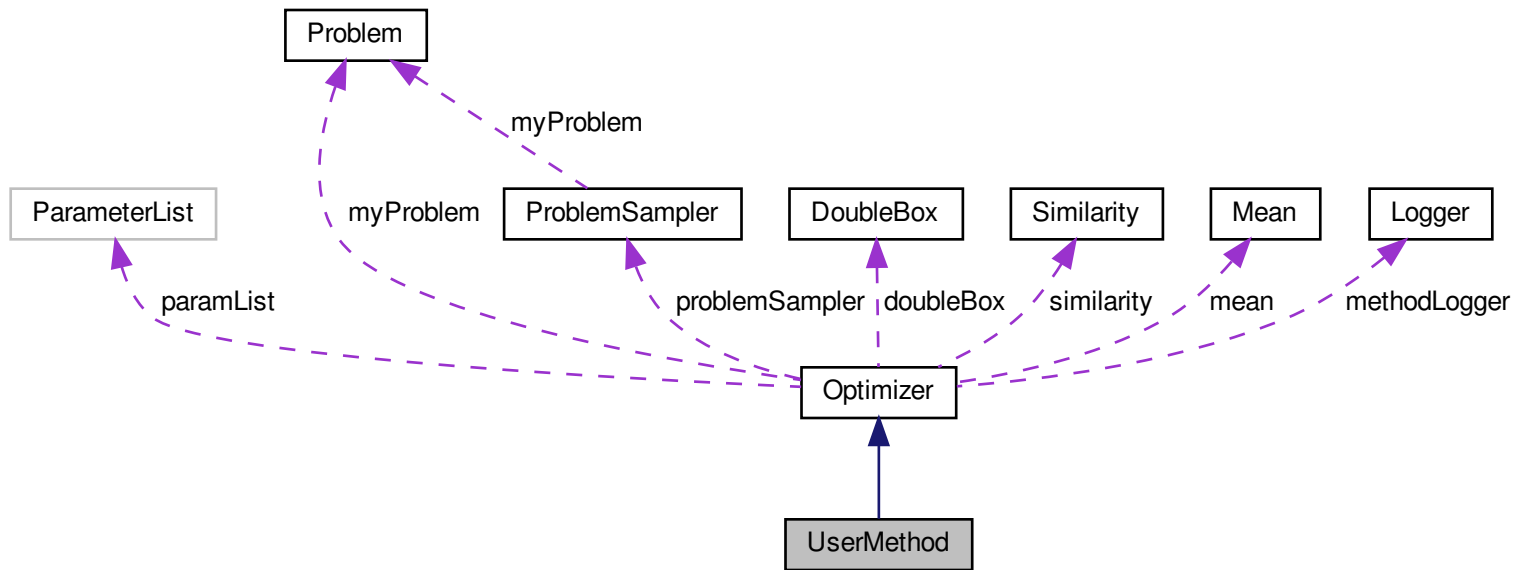 Problem
myProblem
ParameterList
myProblem
ProblemSampler
DoubleBox
Similarity
Mean
Logger
paramList
problemSampler
doubleBox
similarity
mean
methodLogger
Optimizer
UserMethod